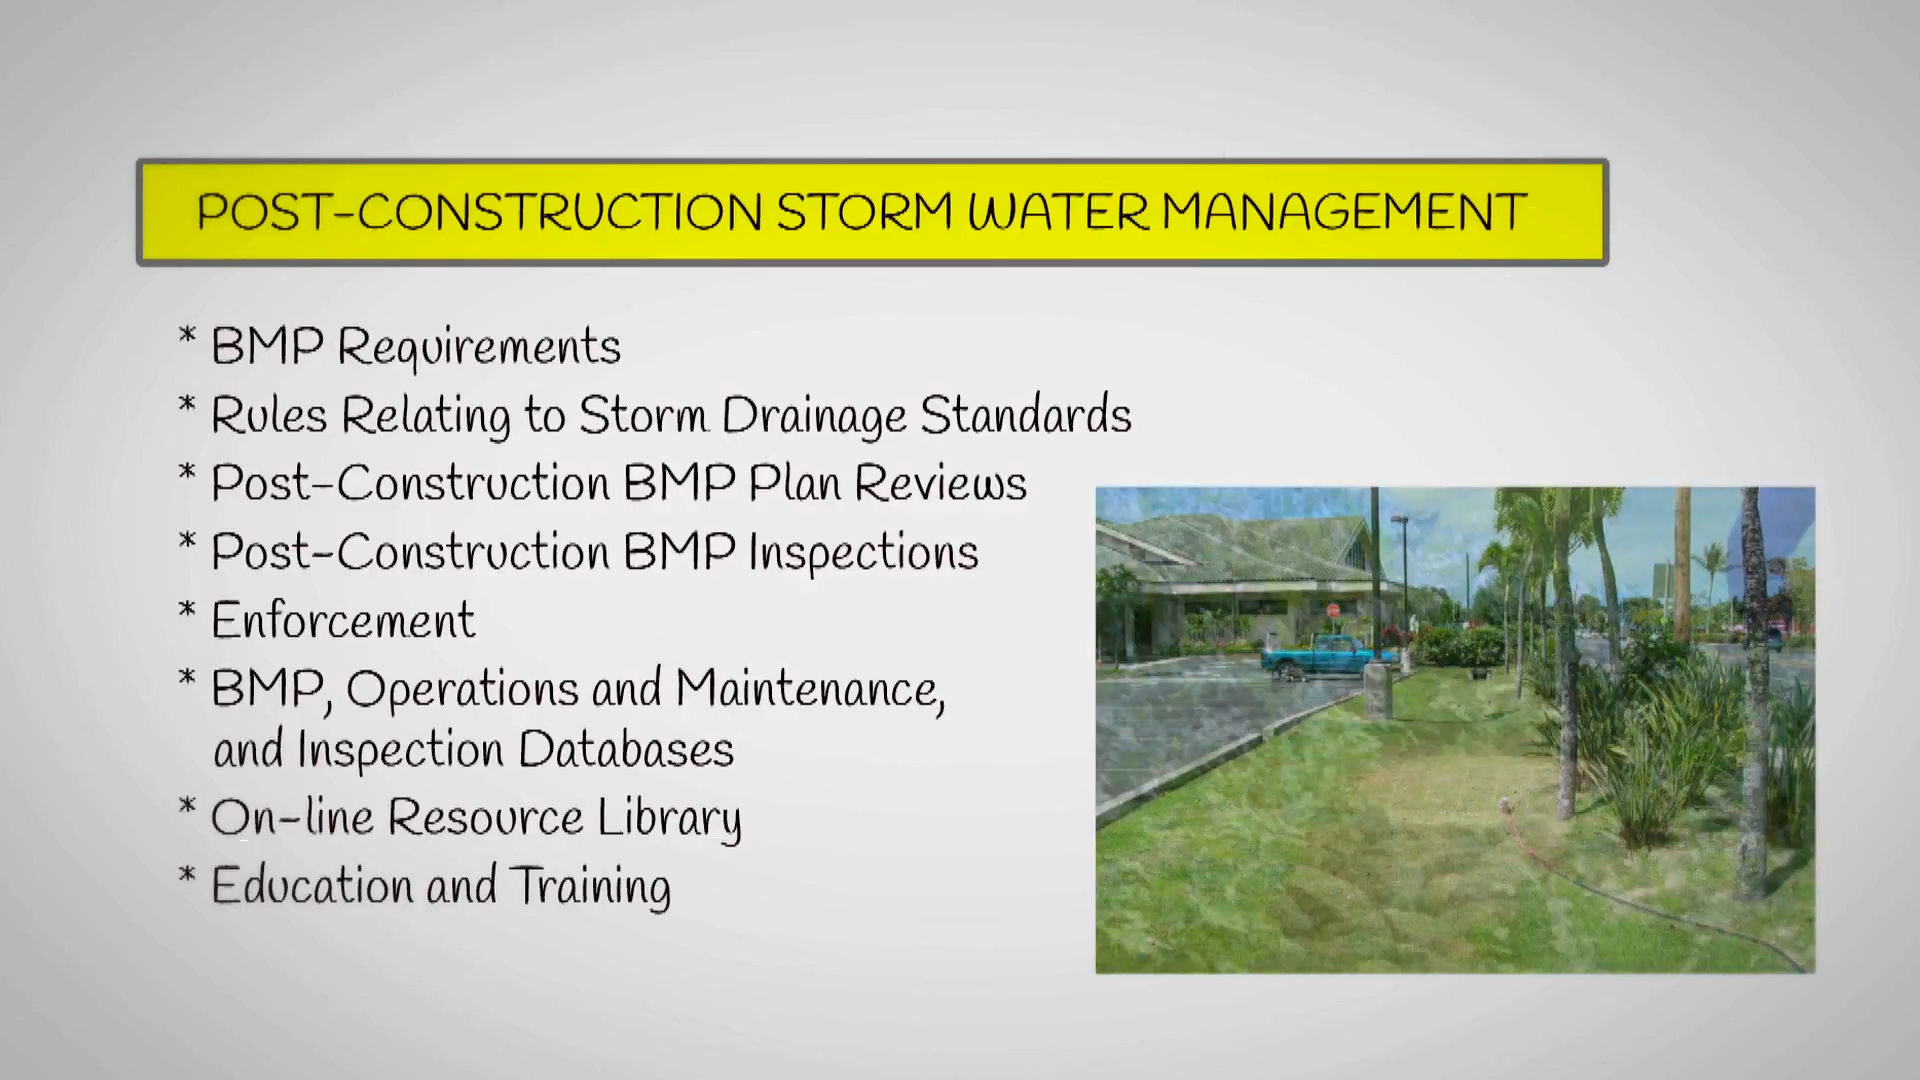 POST-CONSTRUCTION STORM WATER MANAGEMENT
* BMP Requirements
* Rules Relating to Storm Drainage Standards
* Post-Construction BMP Plan Reviews
* Post-Construction BMP Inspections
* Enforcement
* BMP, Operations and Maintenance,
and Inspection Databases
* On-line Resource Library
* Education and Training